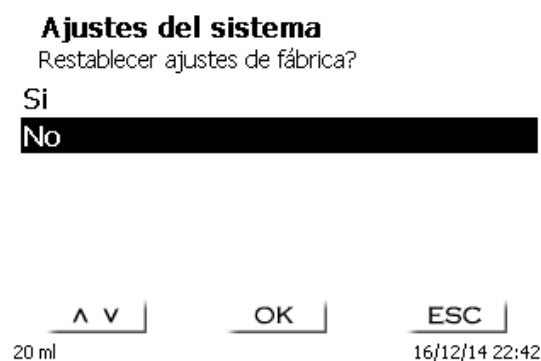 Ajustes del sistema
Restablecer ajustes de fábrica?
Si
No
∧ ∨ OK ESC
20 ml 16/12/14 22:42